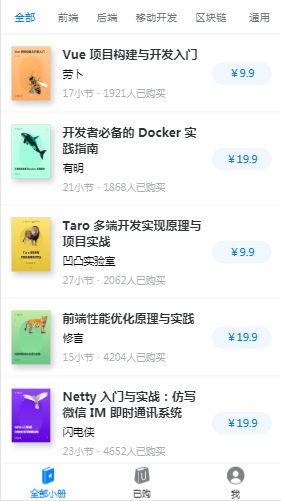 全部 前端 后端 移动开发 区块链 通用
Vue 项目构建与开发入门
劳卜
17小节 · 1921人已购买
￥9.9
开发者必备的 Docker 实
践指南
有明
21小节 · 1868人已购买
￥19.9
Taro 多端开发实现原理与
项目实战
凹凸实验室
27小节 · 2062人已购买
￥9.9
前端性能优化原理与实践
修言
15小节 · 4204人已购买
￥19.9
Netty 入门与实战：仿写
微信 IM 即时通讯系统
闪电侠
23小节 · 4652人已购买
￥19.9
全部小册 已购 我